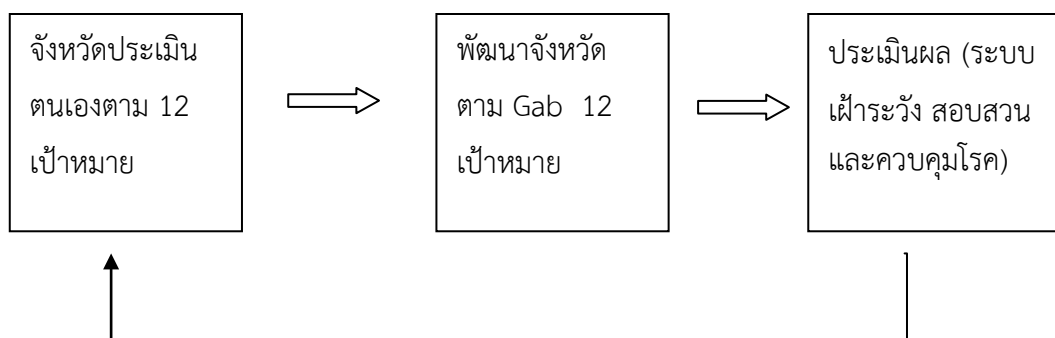 จังหวัดประเมิน
ตนเองตาม 12
เป้าหมาย
พัฒนาจังหวัด
ตาม Gab 12
เป้าหมาย
ประเมินผล (ระบบ
เฝ้าระวัง สอบสวน
และควบคุมโรค)